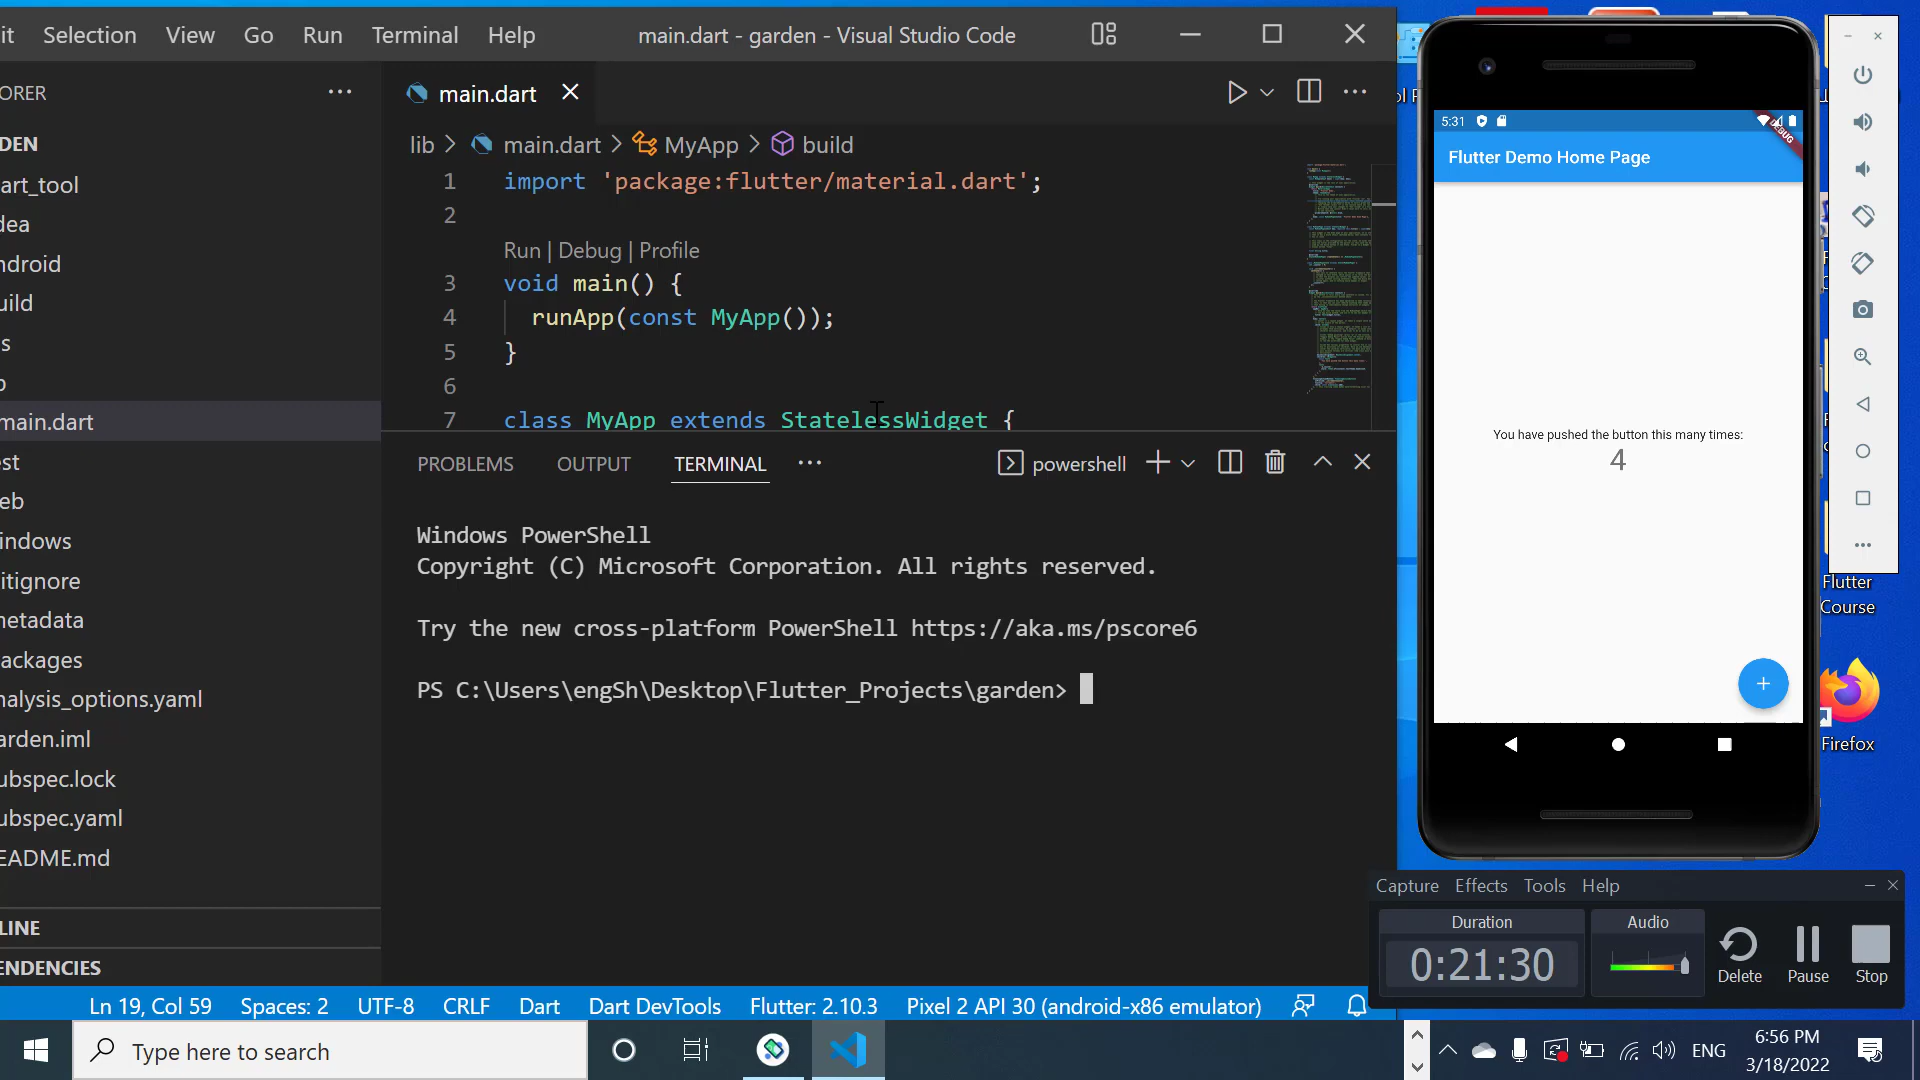 it Selection View Go Run Terminal Help main.dart - garden - Visual Studio Code
ORER
DEN
art_tool
dea
ndroid
uild
s
p
main.dart
est
eb
indows
itignore
netadata
ackages
nalysis_options.yaml
arden.iml
ubspec.lock
ubspec.yaml
EADME.md
LINE
ENDENCIES
main.dart
lib > main.dart > MyApp > build
1 import 'package:flutter/material.dart';
2
Run | Debug | Profile
3 void main() {
4 runApp(const MyApp());
5 }
6
7 class MyApp extends StatelessWidget {
PROBLEMS OUTPUT TERMINAL powershell
Windows PowerShell
Copyright (C) Microsoft Corporation. All rights reserved.
Try the new cross-platform PowerShell https://aka.ms/pscore6
PS C:\Users\engSh\Desktop\Flutter_Projects\garden>
Ln 19, Col 59 Spaces: 2 UTF-8 CRLF Dart Dart DevTools Flutter: 2.10.3 Pixel 2 API 30 (android-x86 emulator)
5:31
DEBUG
Flutter Demo Home Page
You have pushed the button this many times:
4
+
Flutter
Course
Firefox
Capture Effects Tools Help
Duration Audio
0:21:30
Delete Pause Stop
Type here to search
ENG
6:56 PM
3/18/2022